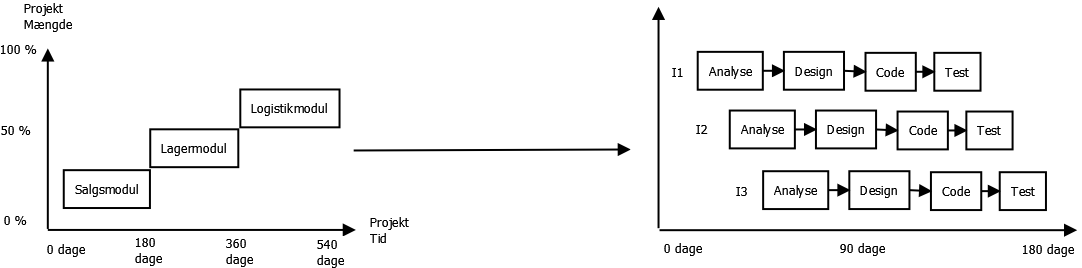 Projekt
Mængde
100 %
Logistikmodul
50 %
Lagermodul
Salgsmodul
0 %
Projekt
Tid
0 dage
180
dage
360
dage
540
dage
I1
Analyse
Design
Code
Test
I2
Analyse
Design
Code
Test
I3
Analyse
Design
Code
Test
0 dage
90 dage
180 dage